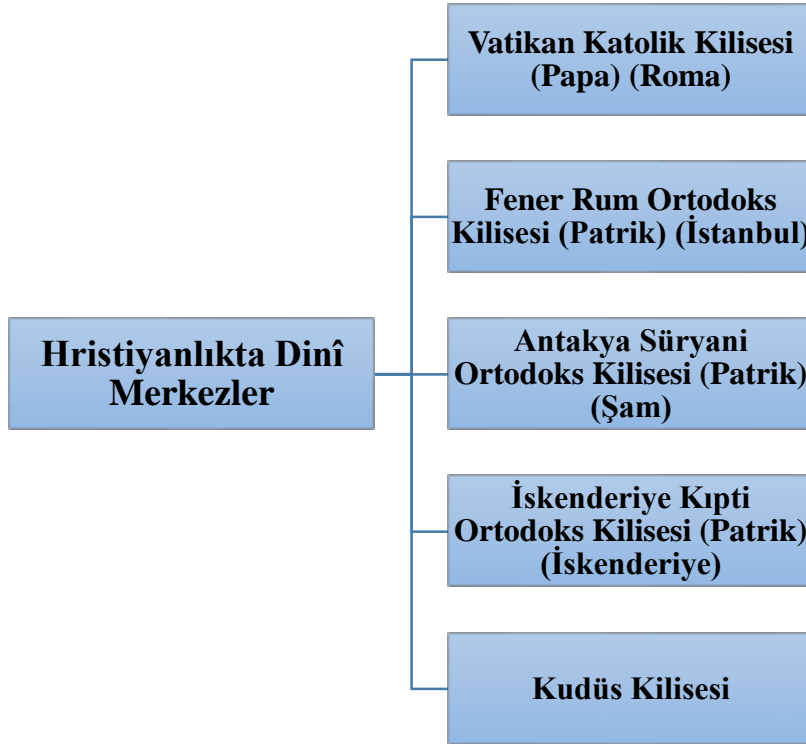 Vatikan Katolik Kilisesi
(Papa) (Roma)
Fener Rum Ortodoks
Kilisesi (Patrik) (İstanbul)
Hristiyanlıkta Dinî
Merkezler
Antakya Süryani
Ortodoks Kilisesi (Patrik)
(Şam)
İskenderiye Kıpti
Ortodoks Kilisesi (Patrik)
(İskenderiye)
Kudüs Kilisesi